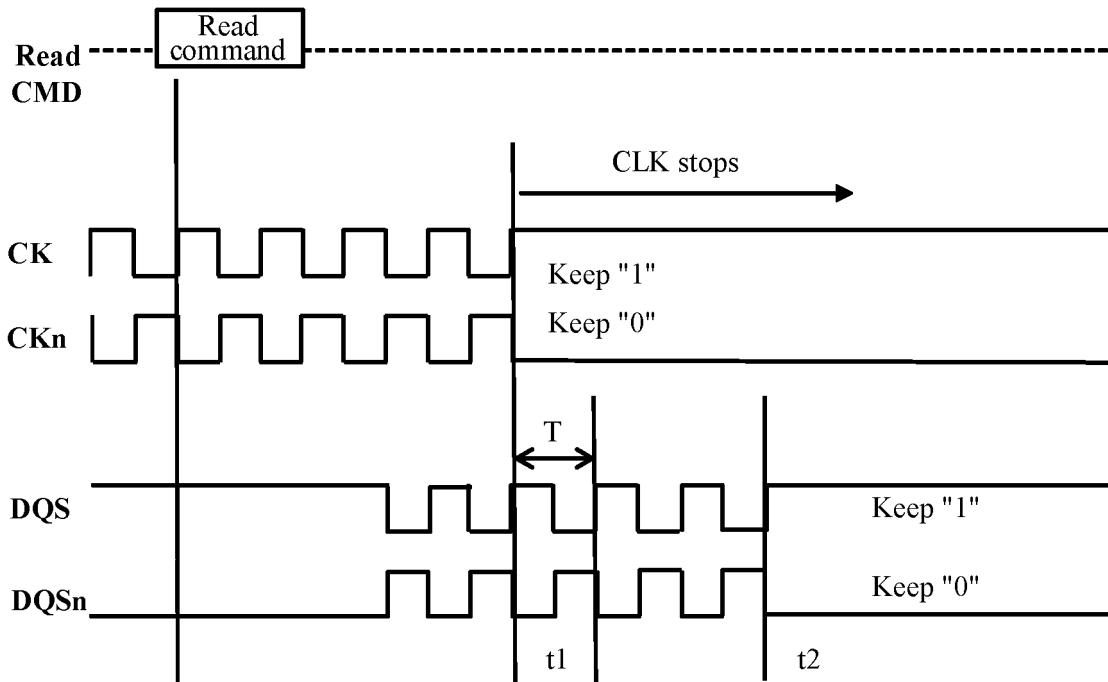 Read
command
Read
CMD
CLK stops
CK
Keep "1"
CKn
Keep "0"
T
DQS
Keep "1"
DQSn
Keep "0"
t1
t2